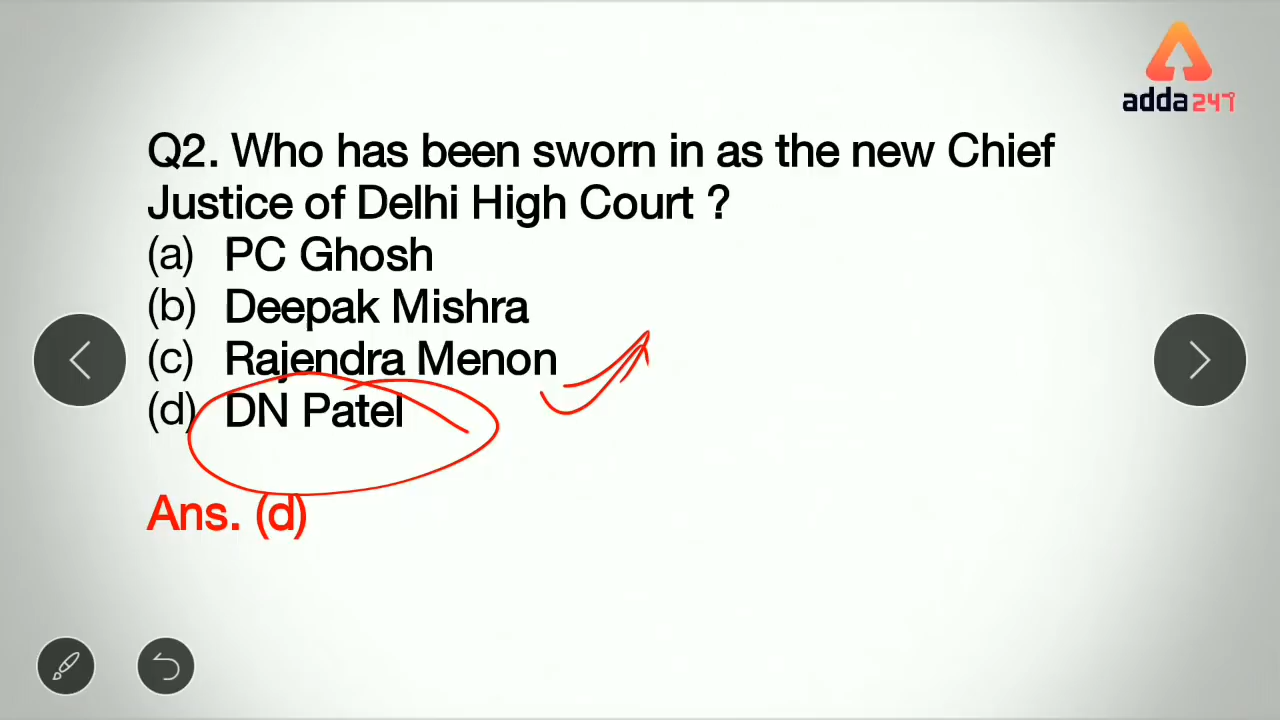 adda247
Q2. Who has been sworn in as the new Chief
Justice of Delhi High Court ?
(a) PC Ghosh
(b) Deepak Mishra
(c) Rajendra Menon
(d) DN Patel
Ans. (d)